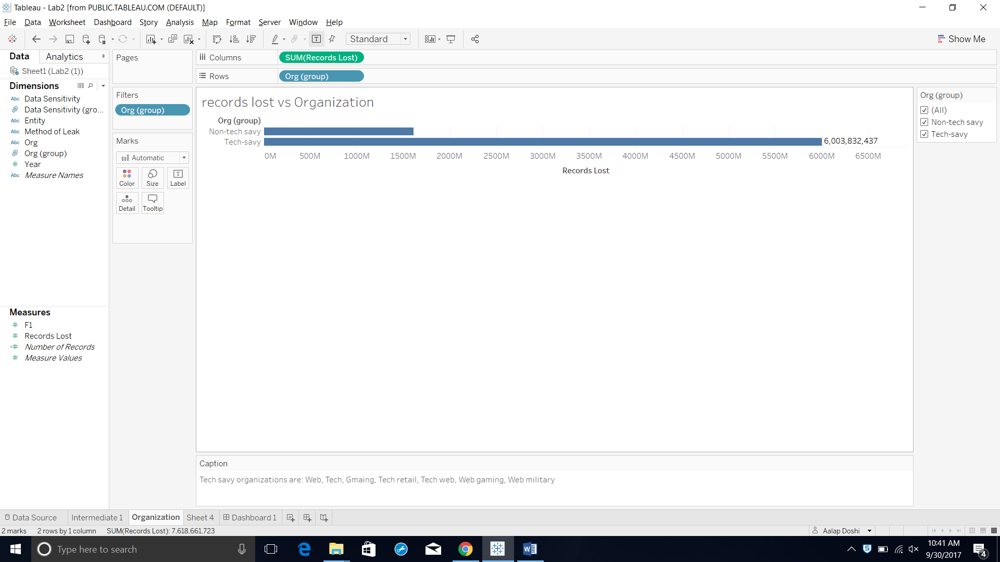 Tableau - Lab2 [from PUBLIC.TABLEAU.COM (DEFAULT)]
File Data Worksheet Dashboard Story Analysis Map Format Server Window Help
Standard
Show Me
Data Analytics
Sheet1 (Lab2 (1))
Dimensions
Abc Data Sensitivity
Data Sensitivity (gro...
Abc Entity
Abc Method of Leak
Abc Org
Org (group)
# Year
Abc Measure Names
Measures
# F1
# Records Lost
=# Number of Records
# Measure Values
Pages
Filters
Org (group)
Marks
Automatic
Color Size Label
Detail Tooltip
Columns SUM(Records Lost)
Rows Org (group)
records lost vs Organization
Org (group)
Non-tech savy
Tech-savy 6,003,832,437
0M 500M 1000M 1500M 2000M 2500M 3000M 3500M 4000M 4500M 5000M 5500M 6000M 6500M
Records Lost
Org (group)
(All)
Non-tech savy
Tech-savy
Caption
Tech savy organizations are: Web, Tech, Gmaing, Tech retail, Tech web, Web gaming, Web military
Data Source Intermediate 1 Organization Sheet 4 Dashboard 1
2 marks 2 rows by 1 column SUM(Records Lost): 7,618,661,723 Aalap Doshi
Type here to search
10:41 AM
9/30/2017
4